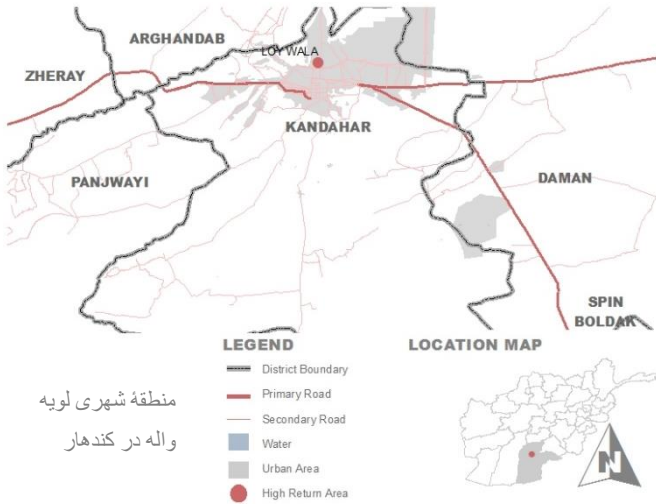 ARGHANDAB
LOY WALA
ZHERAY
KANDAHAR
PANJWAYI
DAMAN
SPIN
BOLDAK
LEGEND
District Boundary
Primary Road
Secondary Road
Water
Urban Area
High Return Area
LOCATION MAP
N
منطقۀ شهری لویه
واله در کندهار